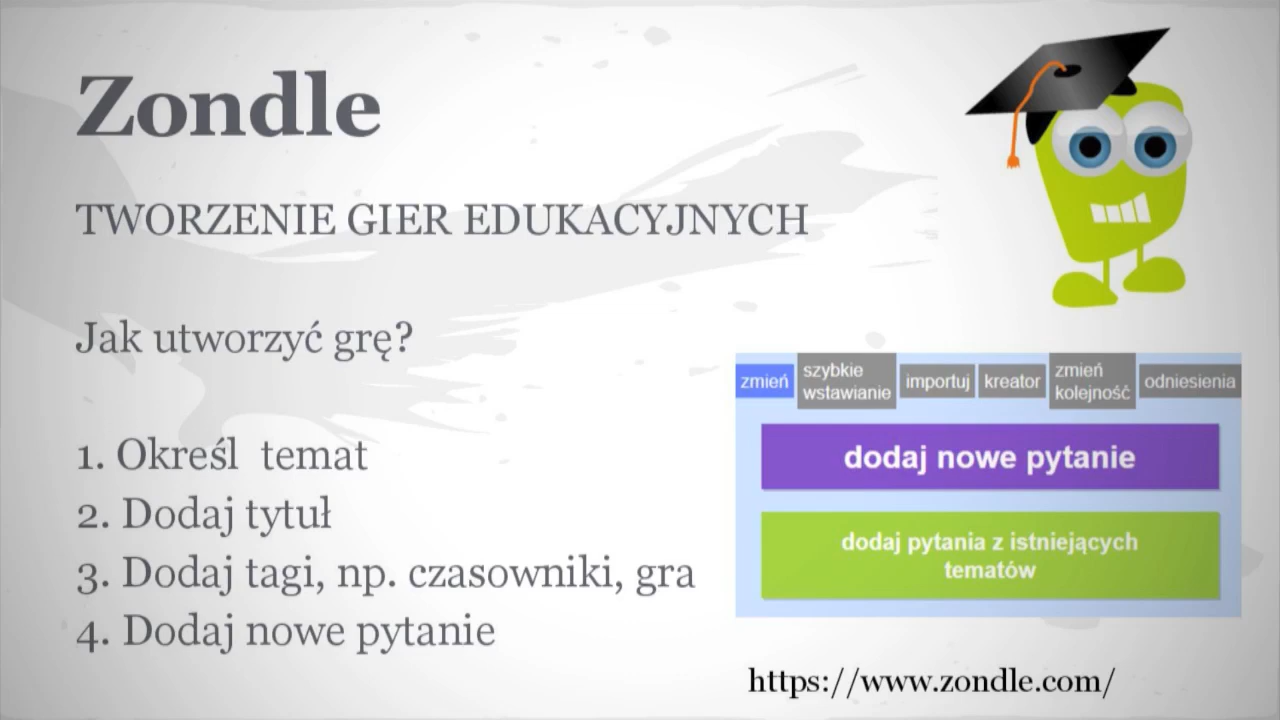 Zondle
TWORZENIE GIER EDUKACYJNYCH
Jak utworzyć grę?
1. Określ temat
2. Dodaj tytuł
3. Dodaj tagi, np. czasowniki, gra
4. Dodaj nowe pytanie
zmień
szybkie
wstawianie
importuj
kreator
zmień
kolejność
odniesienia
dodaj nowe pytanie
dodaj pytania z istniejących
tematów
https://www.zondle.com/